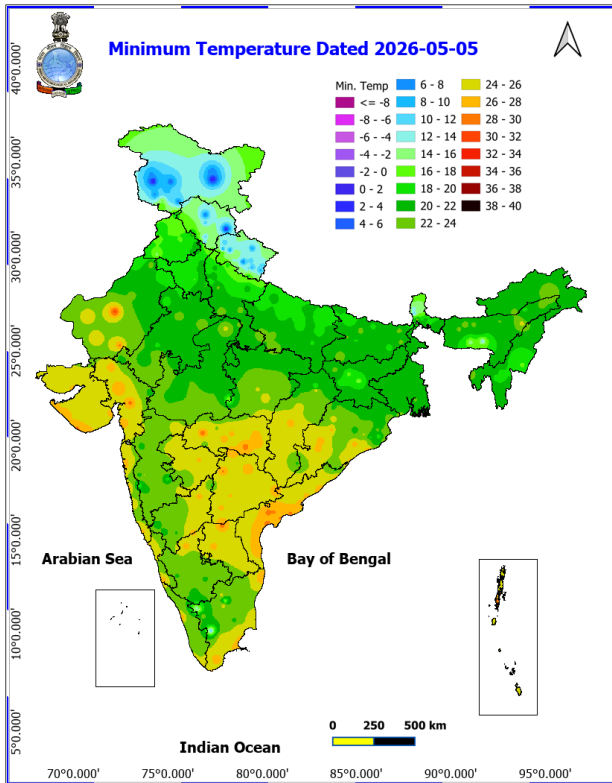 Minimum Temperature Dated 2026-05-05
Min. Temp
<= -8
-8 - -6
-6 - -4
-4 - -2
-2 - 0
0 - 2
2 - 4
4 - 6
6 - 8
8 - 10
10 - 12
12 - 14
14 - 16
16 - 18
18 - 20
20 - 22
22 - 24
24 - 26
26 - 28
28 - 30
30 - 32
32 - 34
34 - 36
36 - 38
38 - 40
40°0.000'
35°0.000'
30°0.000'
25°0.000'
20°0.000'
15°0.000'
10°0.000'
5°0.000'
Arabian Sea
Bay of Bengal
Indian Ocean
0 250 500 km
70°0.000' 75°0.000' 80°0.000' 85°0.000' 90°0.000' 95°0.000'